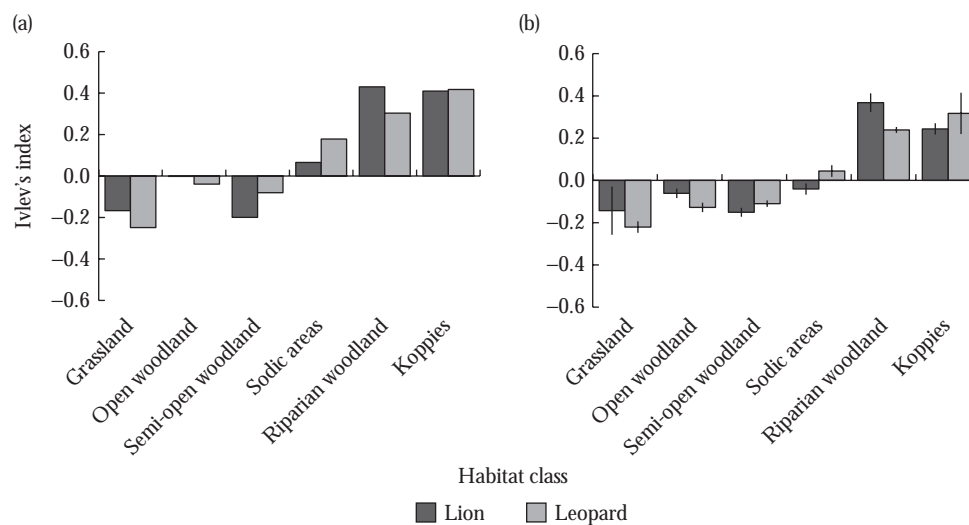 (a)
0.6
0.4
0.2
0.0
–0.2
–0.4
–0.6
Ivlev's index
Grassland
Open woodland
Semi-open woodland
Sodic areas
Riparian woodland
Koppies
(b)
0.6
0.4
0.2
0.0
–0.2
–0.4
–0.6
Grassland
Open woodland
Semi-open woodland
Sodic areas
Riparian woodland
Koppies
Habitat class
Lion Leopard